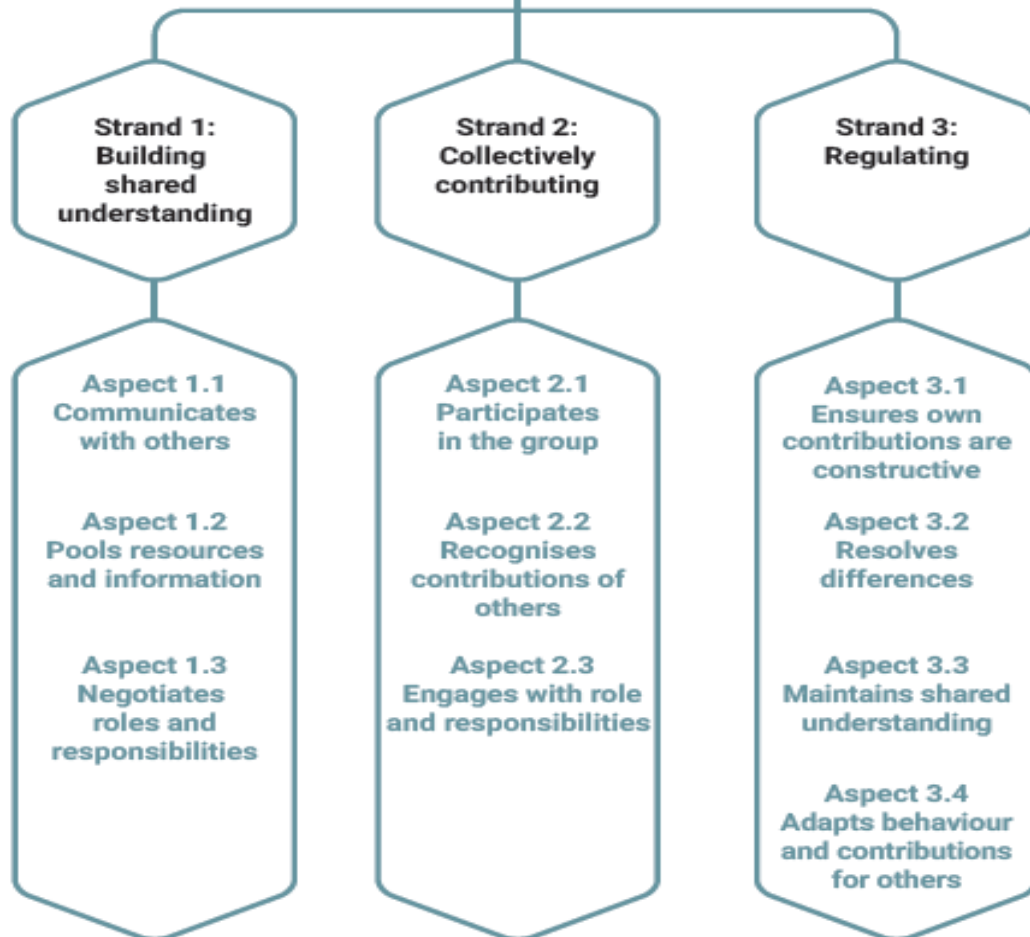 Strand 1:
Building
shared
understanding
Strand 2:
Collectively
contributing
Strand 3:
Regulating
Aspect 1.1
Communicates
with others
Aspect 1.2
Pools resources
and information
Aspect 1.3
Negotiates
roles and
responsibilities
Aspect 2.1
Participates
in the group
Aspect 2.2
Recognises
contributions of
others
Aspect 2.3
Engages with role
and responsibilities
Aspect 3.1
Ensures own
contributions are
constructive
Aspect 3.2
Resolves
differences
Aspect 3.3
Maintains shared
understanding
Aspect 3.4
Adapts behaviour
and contributions
for others